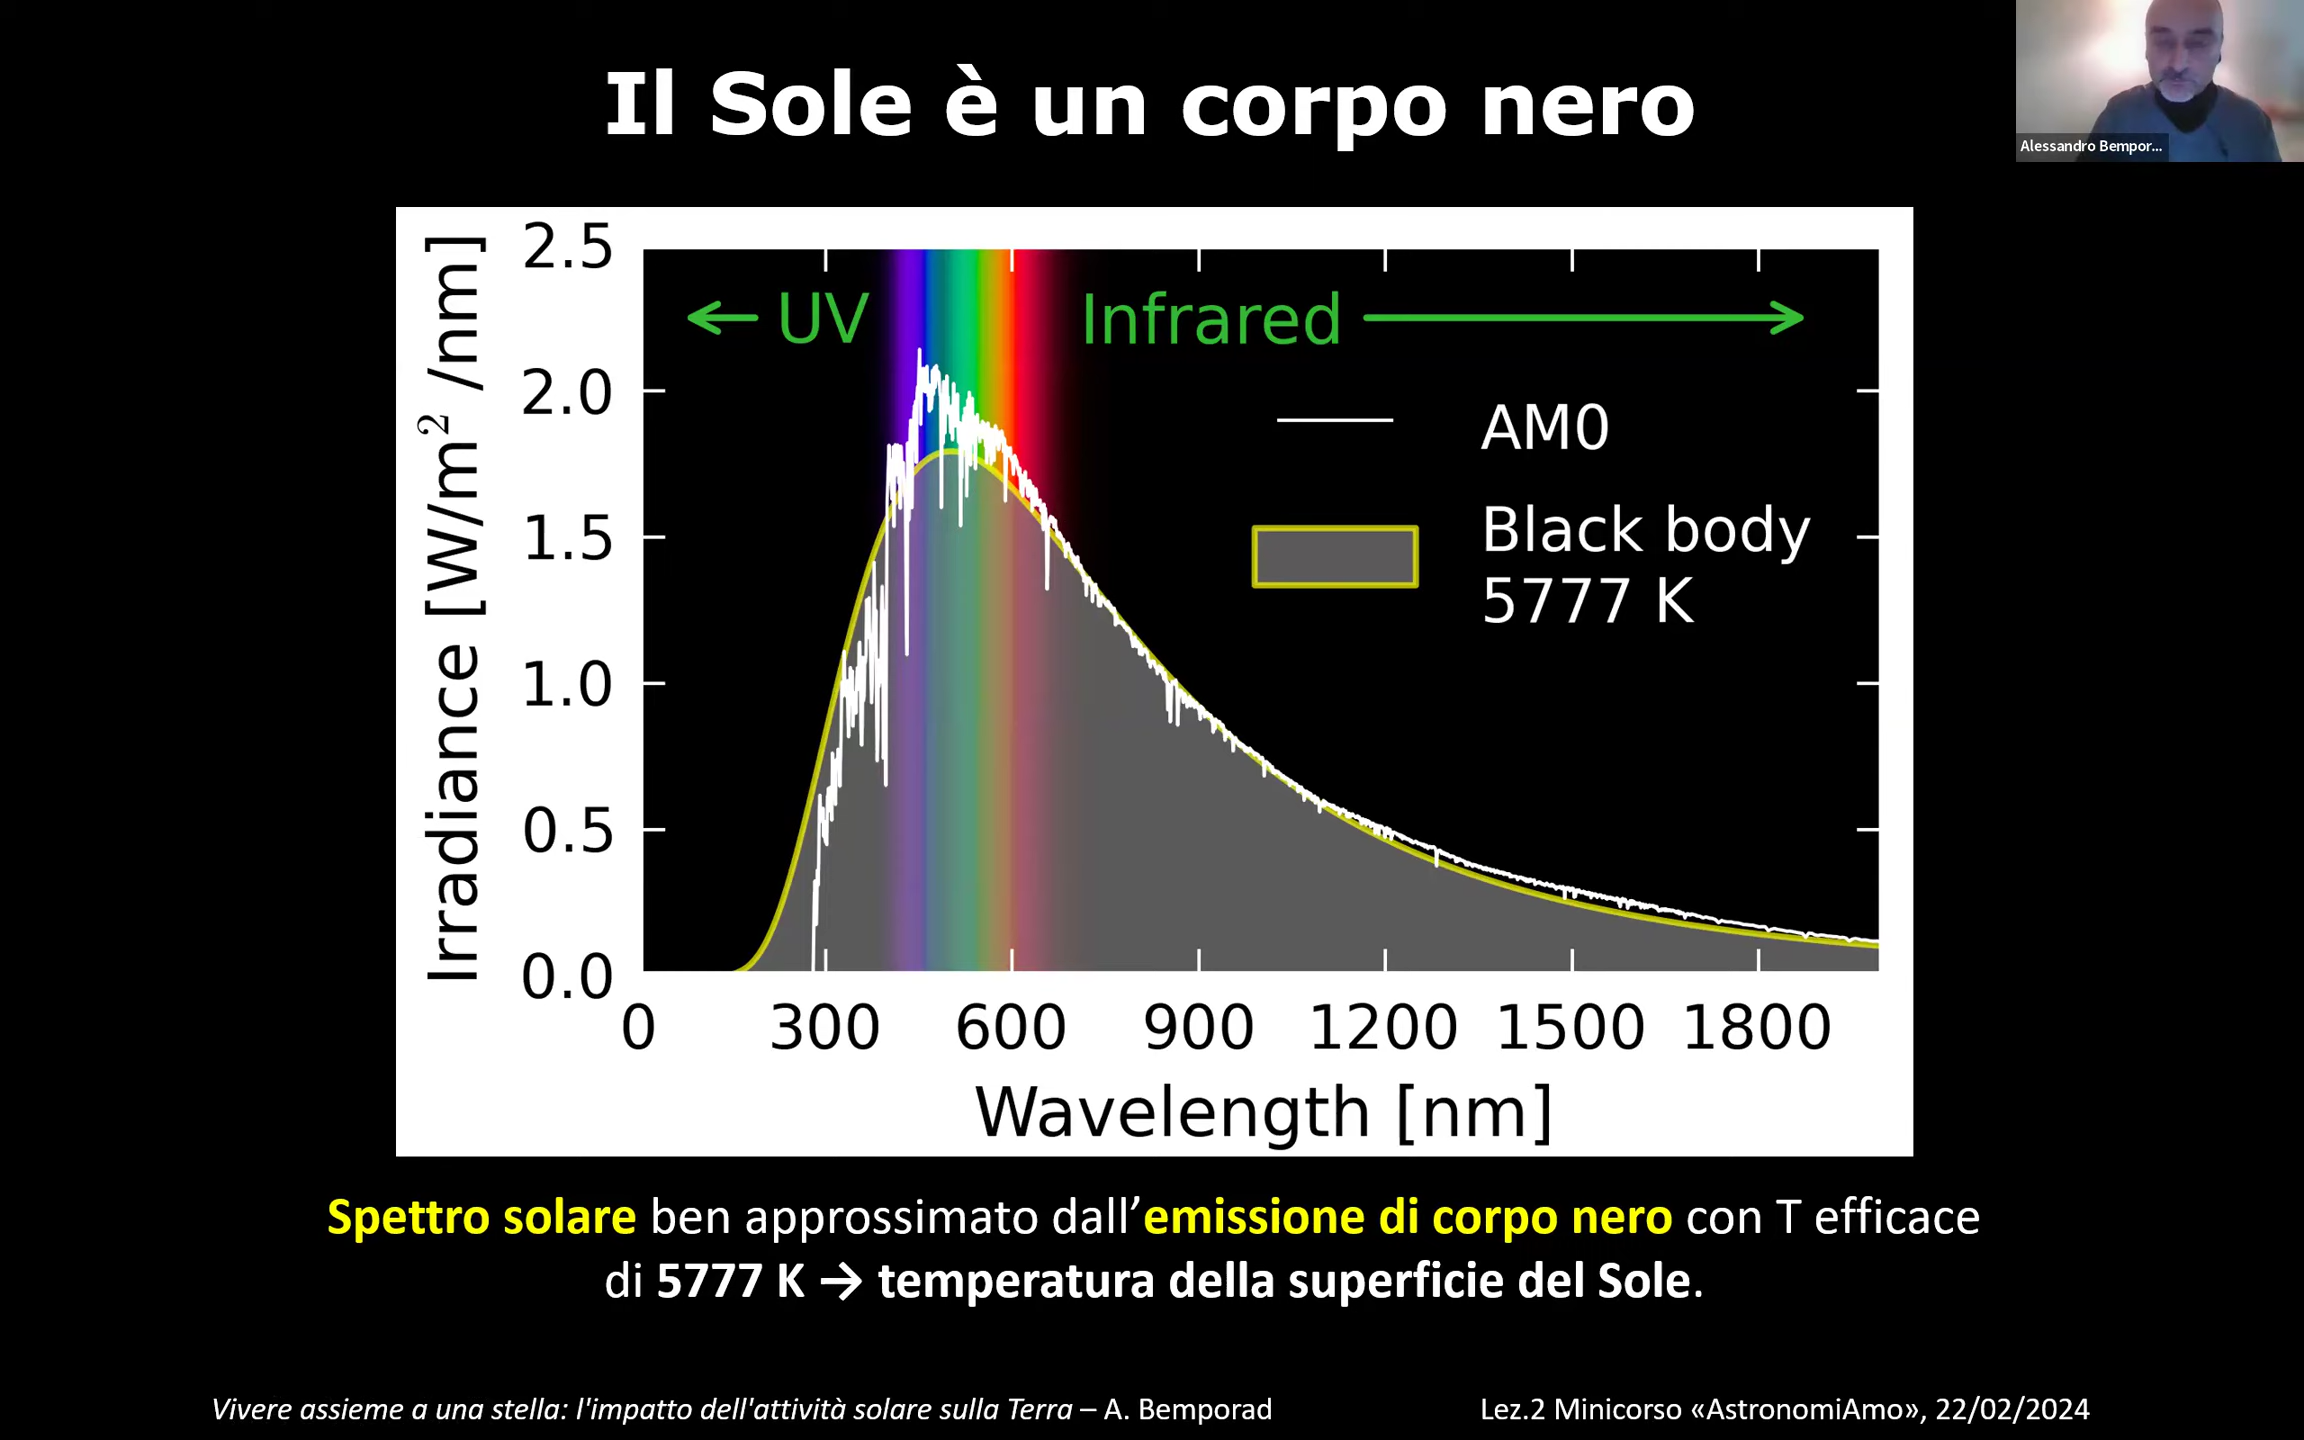 Il Sole è un corpo nero
Alessandro Bempor...
Irradiance [W/m² /nm]
2.5
2.0
1.5
1.0
0.5
0.0
← UV
Infrared →
AM0
Black body
5777 K
0 300 600 900 1200 1500 1800
Wavelength [nm]
Spettro solare ben approssimato dall’emissione di corpo nero con T efficace
di 5777 K → temperatura della superficie del Sole.
Vivere assieme a una stella: l'impatto dell'attività solare sulla Terra – A. Bemporad
Lez.2 Minicorso «AstronomiAmo», 22/02/2024